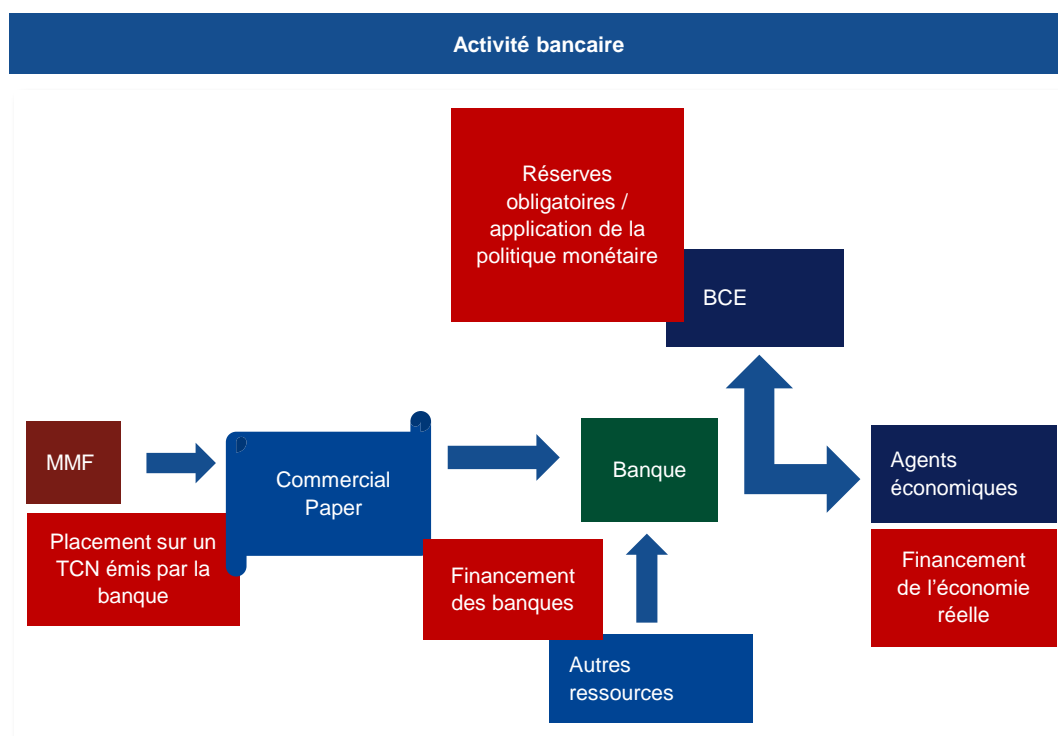 Activité bancaire
Réserves
obligatoires /
application de la
politique monétaire
BCE
MMF
Commercial
Paper
Banque
Agents
économiques
Placement sur un
TCN émis par la
banque
Financement
des banques
Financement
de l’économie
réelle
Autres
ressources